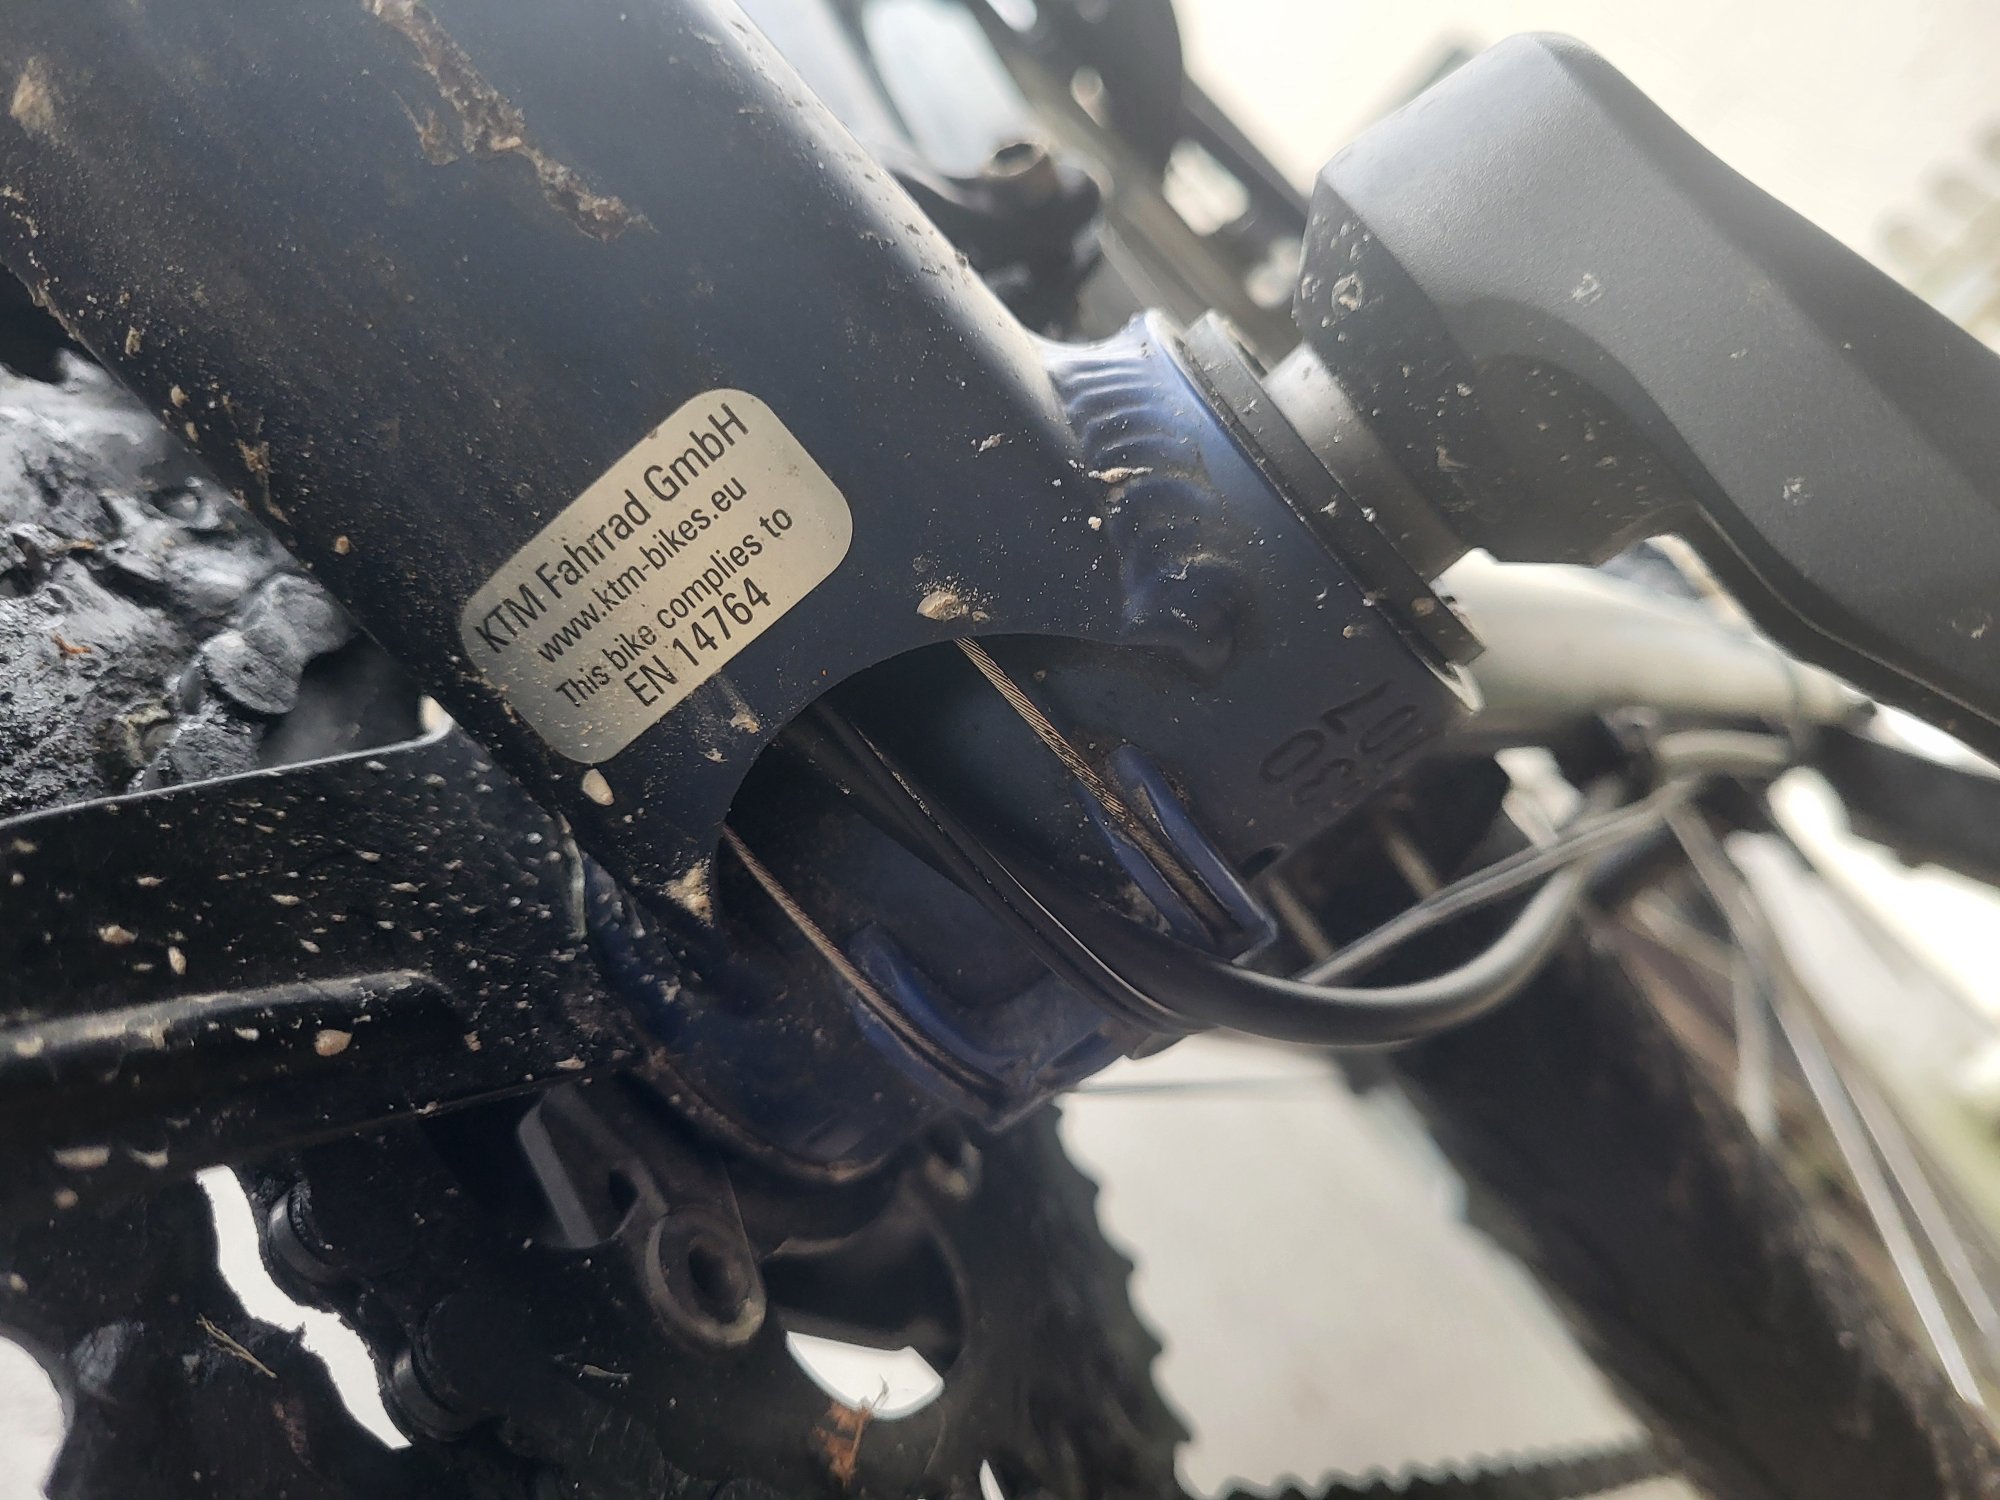 KTM Fahrrad GmbH
www.ktm-bikes.eu
This bike complies to
EN 14764